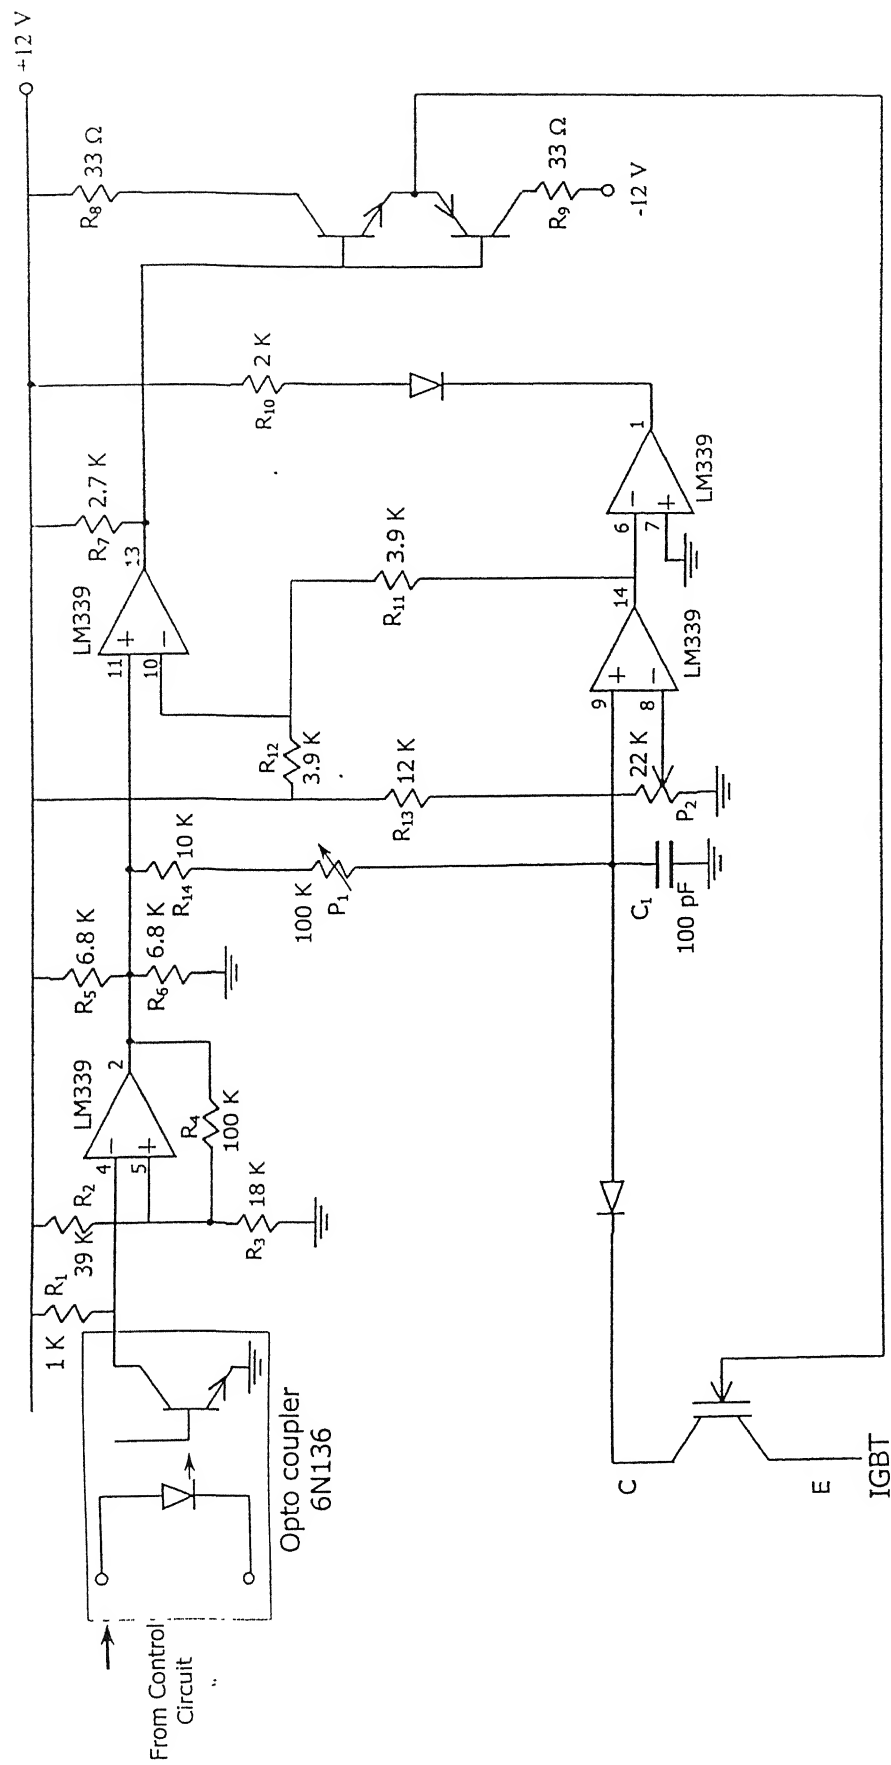 +12 V
R₈ 33 Ω
R₉ 33 Ω
-12 V
R₁₀ 2 K
R₇ 2.7 K
13
LM339
11 +
10 −
R₁₁ 3.9 K
R₁₂
3.9 K
1
LM339
6 −
7 +
14
LM339
9 +
8 −
R₁₃ 12 K
22 K
P₂
R₁₄ 10 K
100 K
P₁
C₁
100 pF
R₅ 6.8 K
R₆ 6.8 K
2
LM339
4 −
5 +
R₄
100 K
R₂
39 K
R₃ 18 K
R₁
1 K
Opto coupler
6N136
From Control
Circuit
C
E
IGBT